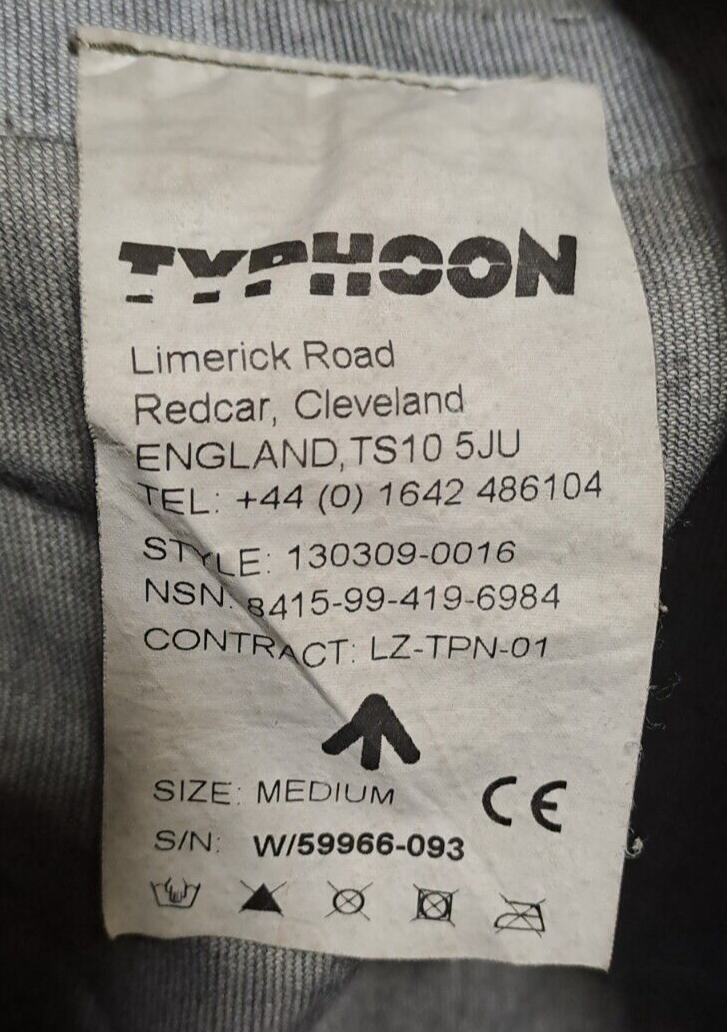 TYPHOON
Limerick Road
Redcar, Cleveland
ENGLAND, TS10 5JU
TEL: +44 (0) 1642 486104
STYLE: 130309-0016
NSN: 8415-99-419-6984
CONTRACT: LZ-TPN-01
SIZE: MEDIUM
CE
S/N: W/59966-093